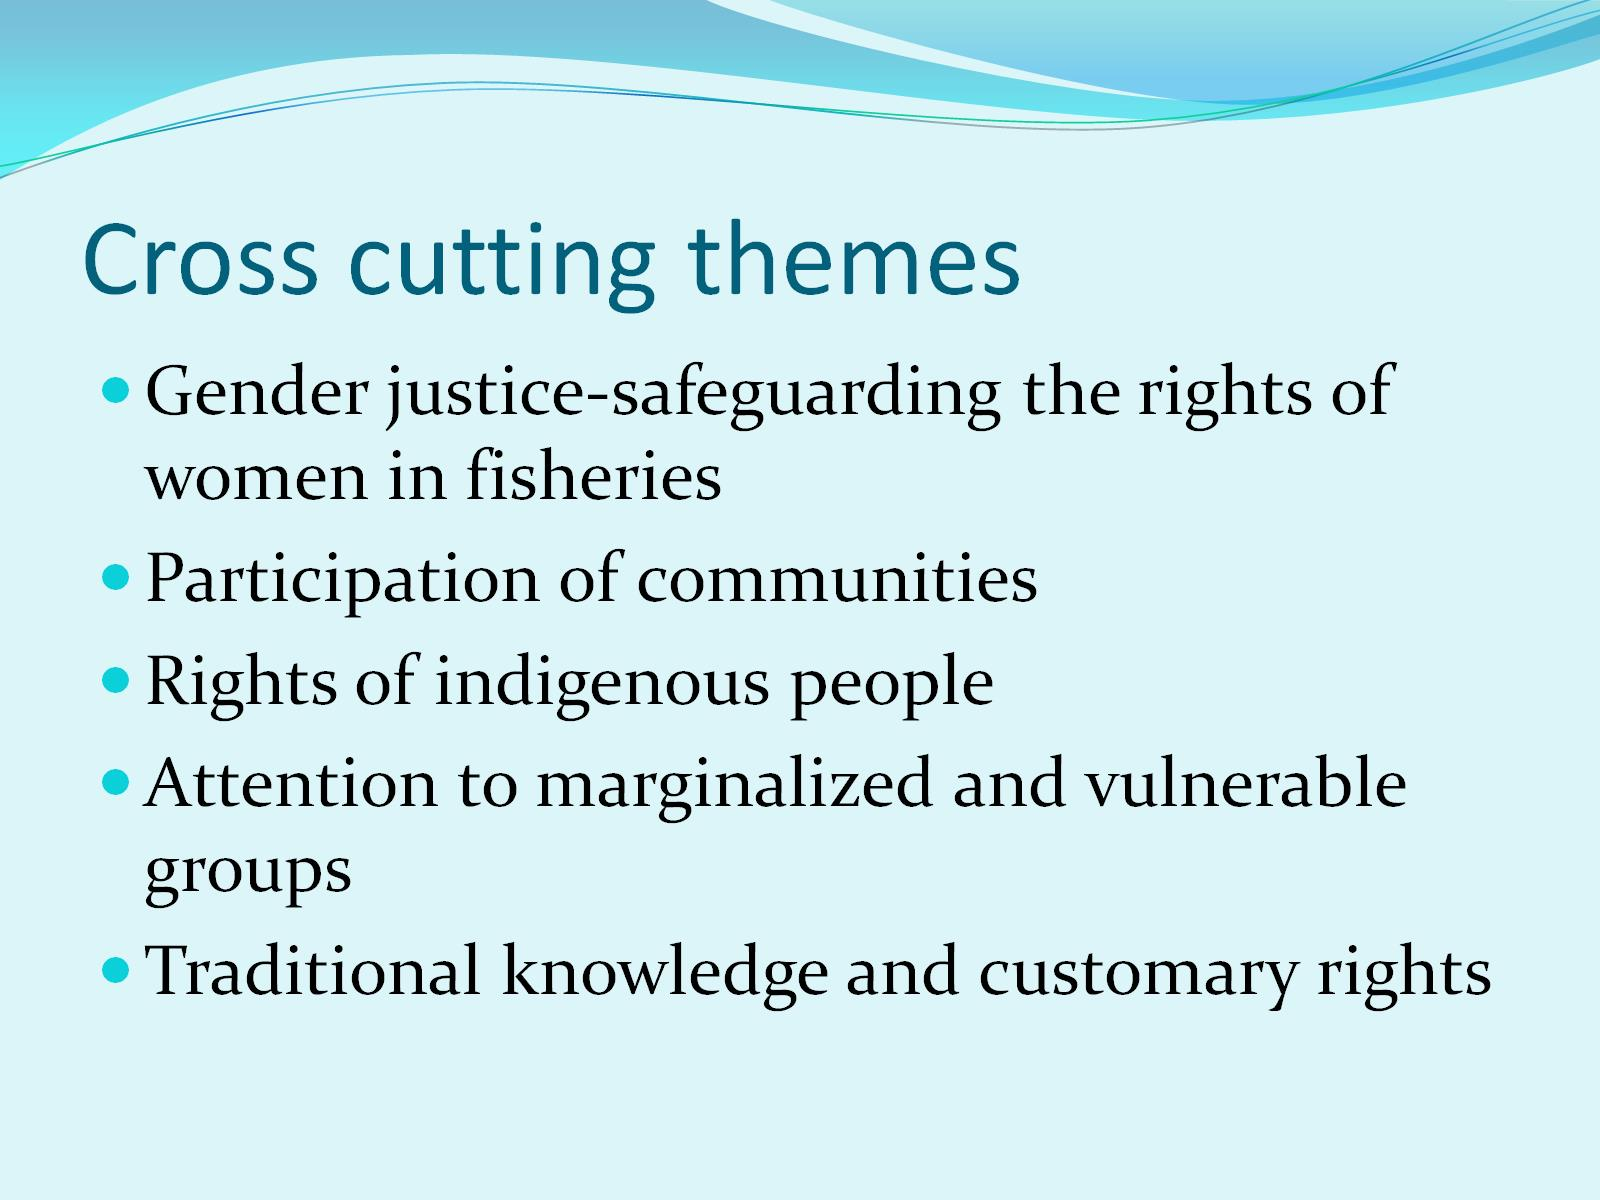 Cross cutting themes
Gender justice-safeguarding the rights of
women in fisheries
Participation of communities
Rights of indigenous people
Attention to marginalized and vulnerable
groups
Traditional knowledge and customary rights